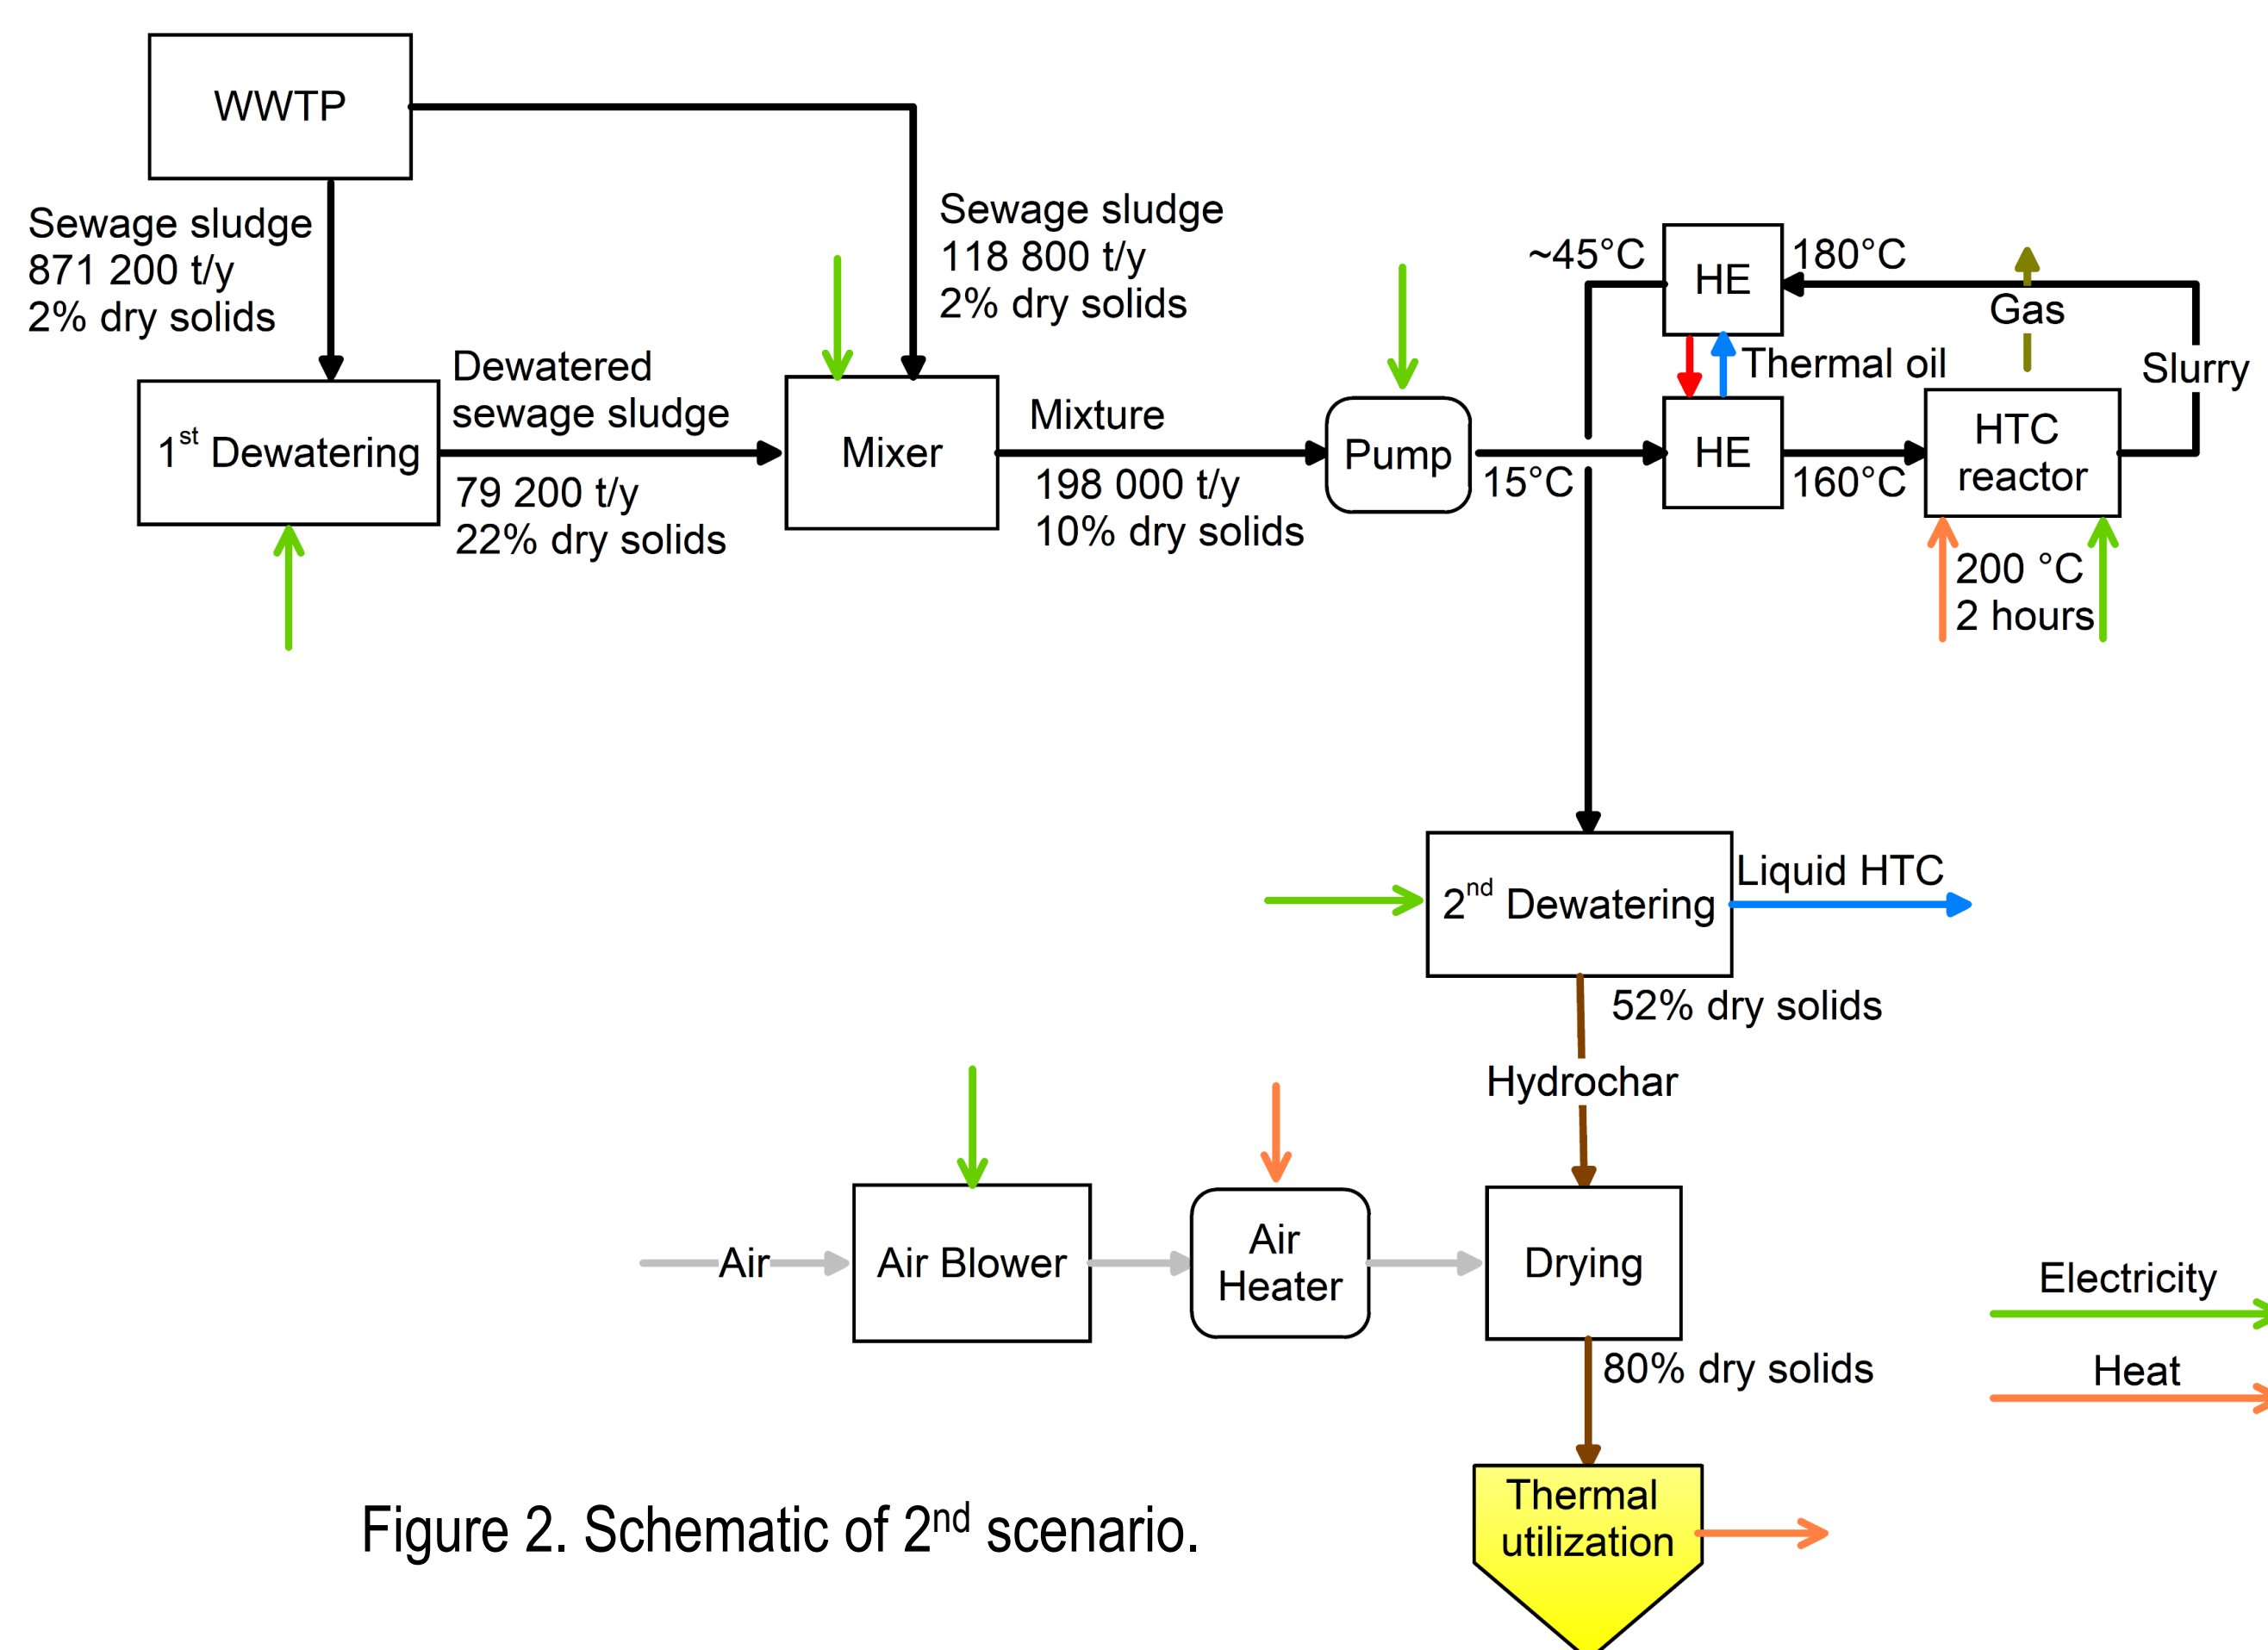 WWTP
Sewage sludge
871 200 t/y
2% dry solids
Sewage sludge
118 800 t/y
2% dry solids
1st Dewatering
Dewatered
sewage sludge
79 200 t/y
22% dry solids
Mixer
Mixture
198 000 t/y
10% dry solids
Pump
15°C
~45°C
HE
180°C
Thermal oil
HE
160°C
Gas
Slurry
HTC
reactor
200 °C
2 hours
2nd Dewatering
Liquid HTC
52% dry solids
Hydrochar
Air
Air Blower
Air
Heater
Drying
80% dry solids
Electricity
Heat
Thermal
utilization
Figure 2. Schematic of 2nd scenario.